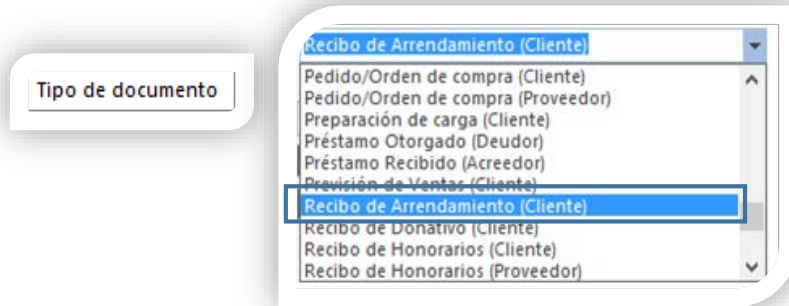 Tipo de documento
Recibo de Arrendamiento (Cliente)
Pedido/Orden de compra (Cliente)
Pedido/Orden de compra (Proveedor)
Preparación de carga (Cliente)
Préstamo Otorgado (Deudor)
Préstamo Recibido (Acreedor)
Previsión de Ventas (Cliente)
Recibo de Arrendamiento (Cliente)
Recibo de Donativo (Cliente)
Recibo de Honorarios (Cliente)
Recibo de Honorarios (Proveedor)